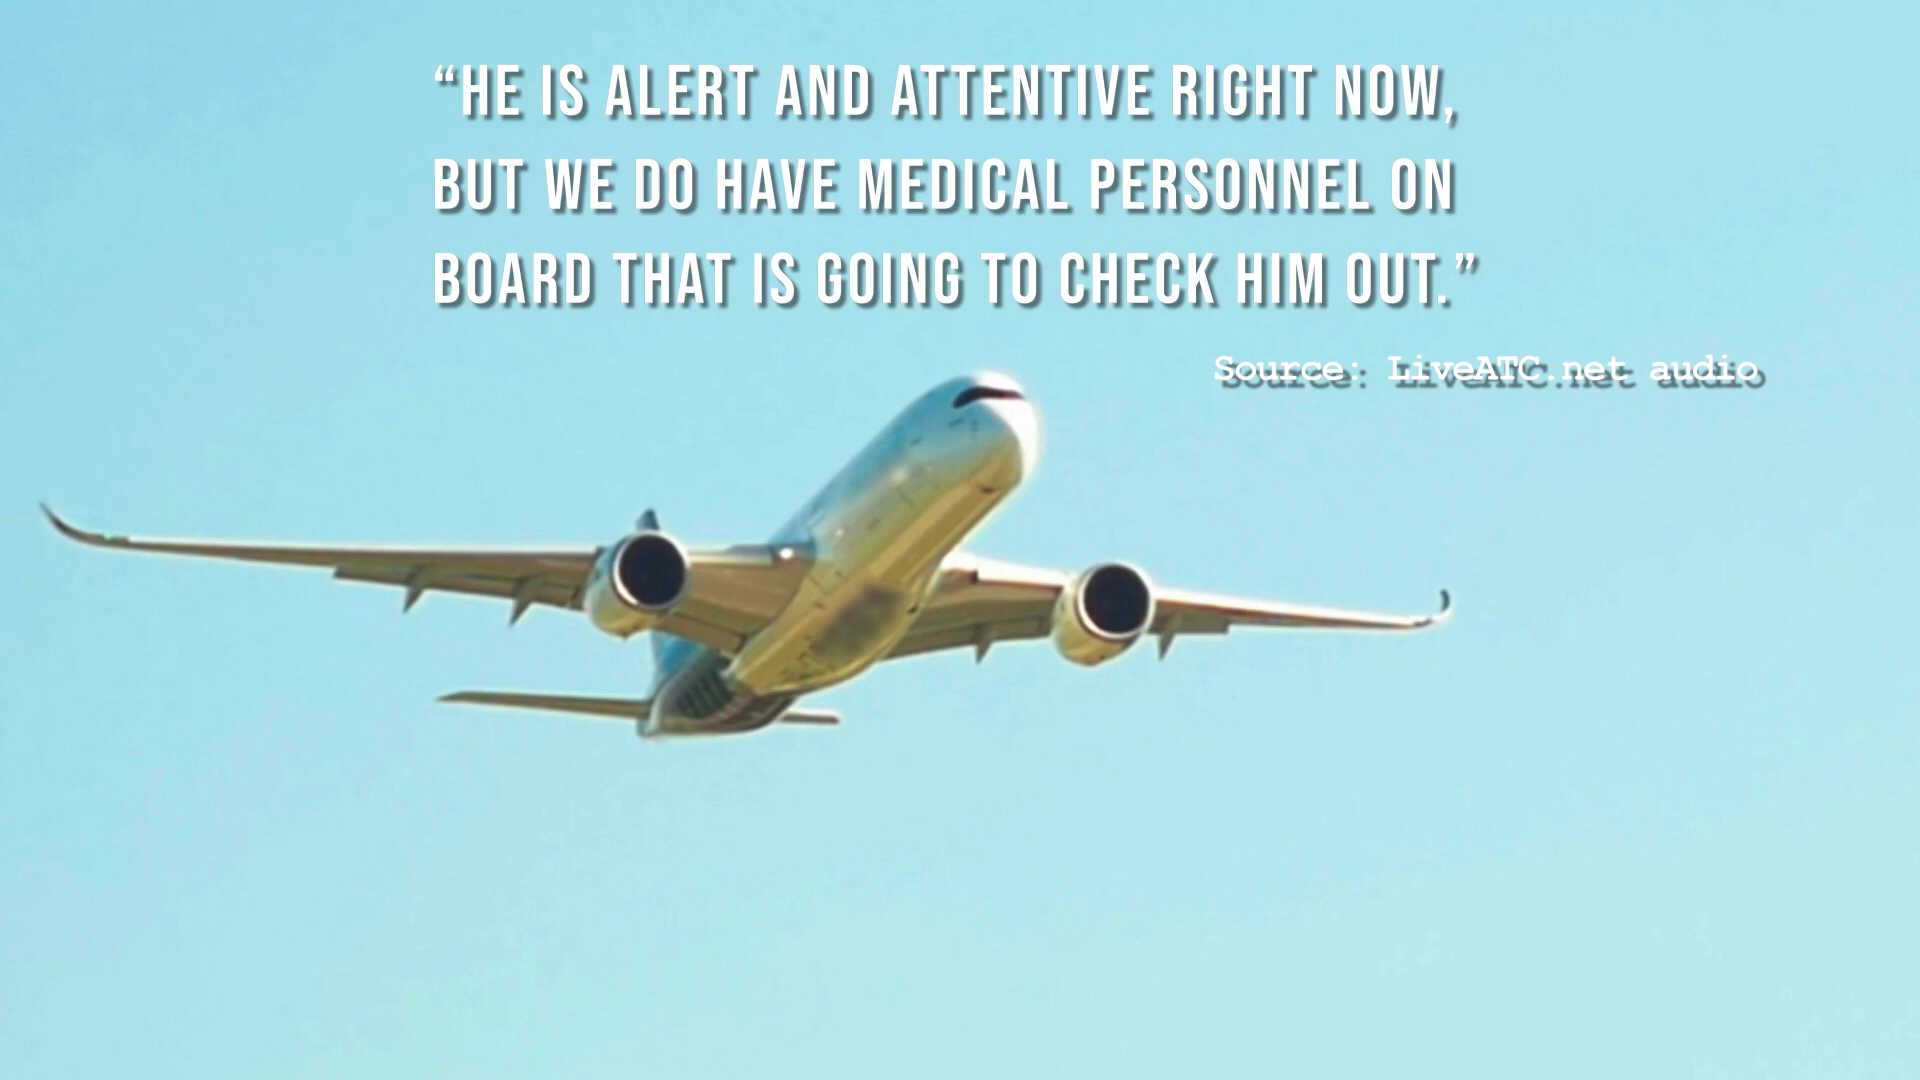 “HE IS ALERT AND ATTENTIVE RIGHT NOW,
BUT WE DO HAVE MEDICAL PERSONNEL ON
BOARD THAT IS GOING TO CHECK HIM OUT.”
Source: LiveATC.net audio